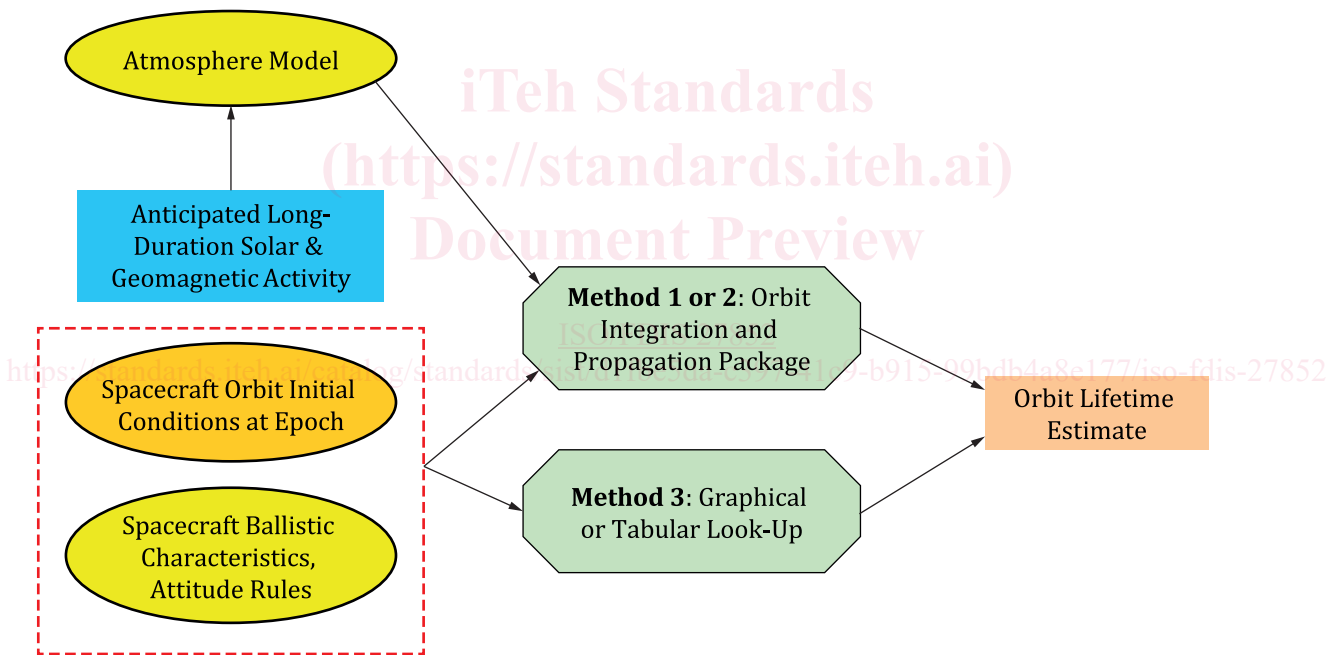 Atmosphere Model
iTeh Standards
(https://standards.iteh.ai)
Document Preview
Anticipated Long-
Duration Solar &
Geomagnetic Activity
Method 1 or 2: Orbit
Integration and
Propagation Package
Spacecraft Orbit Initial
Conditions at Epoch
Orbit Lifetime
Estimate
Spacecraft Ballistic
Characteristics,
Attitude Rules
Method 3: Graphical
or Tabular Look-Up